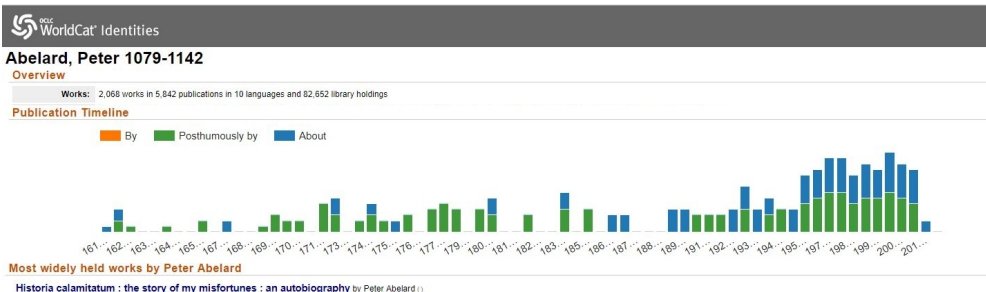 OCLC
WorldCat® Identities
Abelard, Peter 1079-1142
Overview
Works: 2,068 works in 5,842 publications in 10 languages and 82,652 library holdings
Publication Timeline
By Posthumously by About
161... 162... 163... 164... 165... 167... 168... 169... 170... 171... 173... 174... 175... 176... 177... 179... 180... 181... 182... 183... 185... 186... 187... 188... 189... 191... 192... 193... 194... 195... 197... 198... 199... 200... 201...
Most widely held works by Peter Abelard
Historia calamitatum : the story of my misfortunes : an autobiography by Peter Abelard ( )